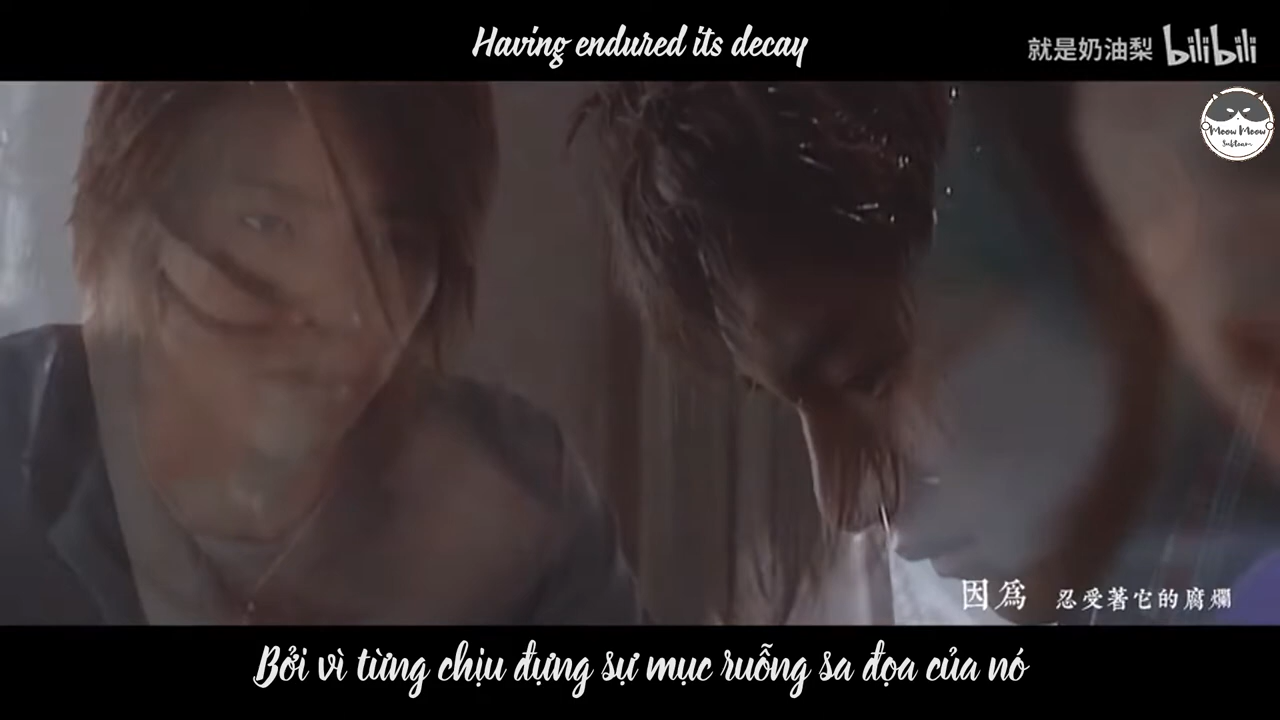 Having endured its decay
就是奶油梨 bilibili
Meow Meow
Subteam
因爲 忍受著它的腐爛
Bởi vì từng chịu đựng sự mục ruỗng sa đọa của nó